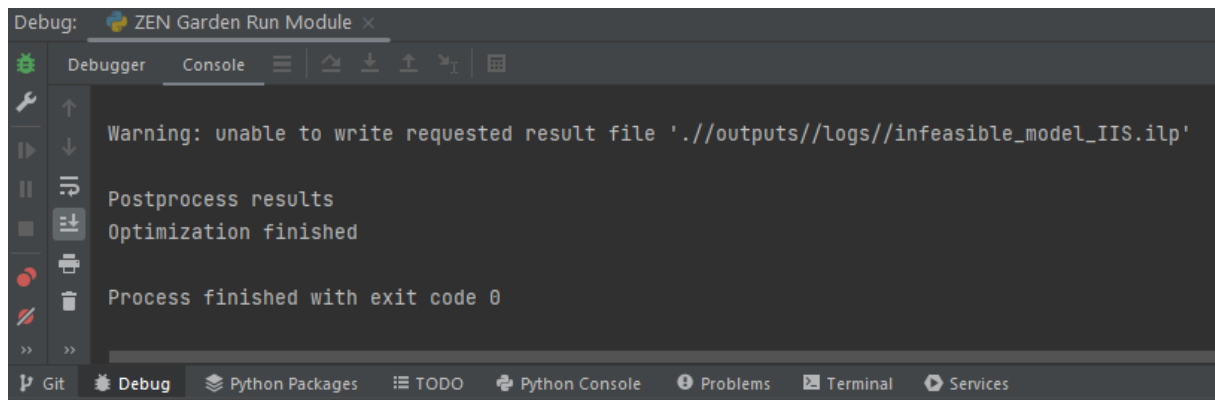 Debug: ZEN Garden Run Module
Debugger Console
Warning: unable to write requested result file './/outputs//logs//infeasible_model_IIS.ilp'
Postprocess results
Optimization finished
Process finished with exit code 0
Git Debug Python Packages TODO Python Console Problems Terminal Services